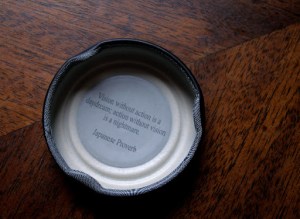 Vision without action is a
daydream; action without vision
is a nightmare.
Japanese Proverb